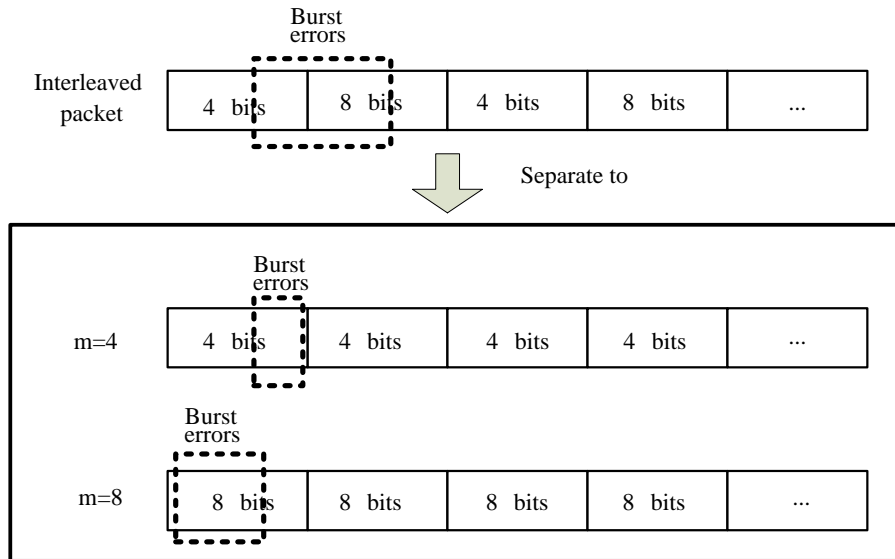 Burst
errors
Interleaved
packet
4 bits 8 bits 4 bits 8 bits ...
Separate to
Burst
errors
m=4 4 bits 4 bits 4 bits 4 bits ...
Burst
errors
m=8 8 bits 8 bits 8 bits 8 bits ...